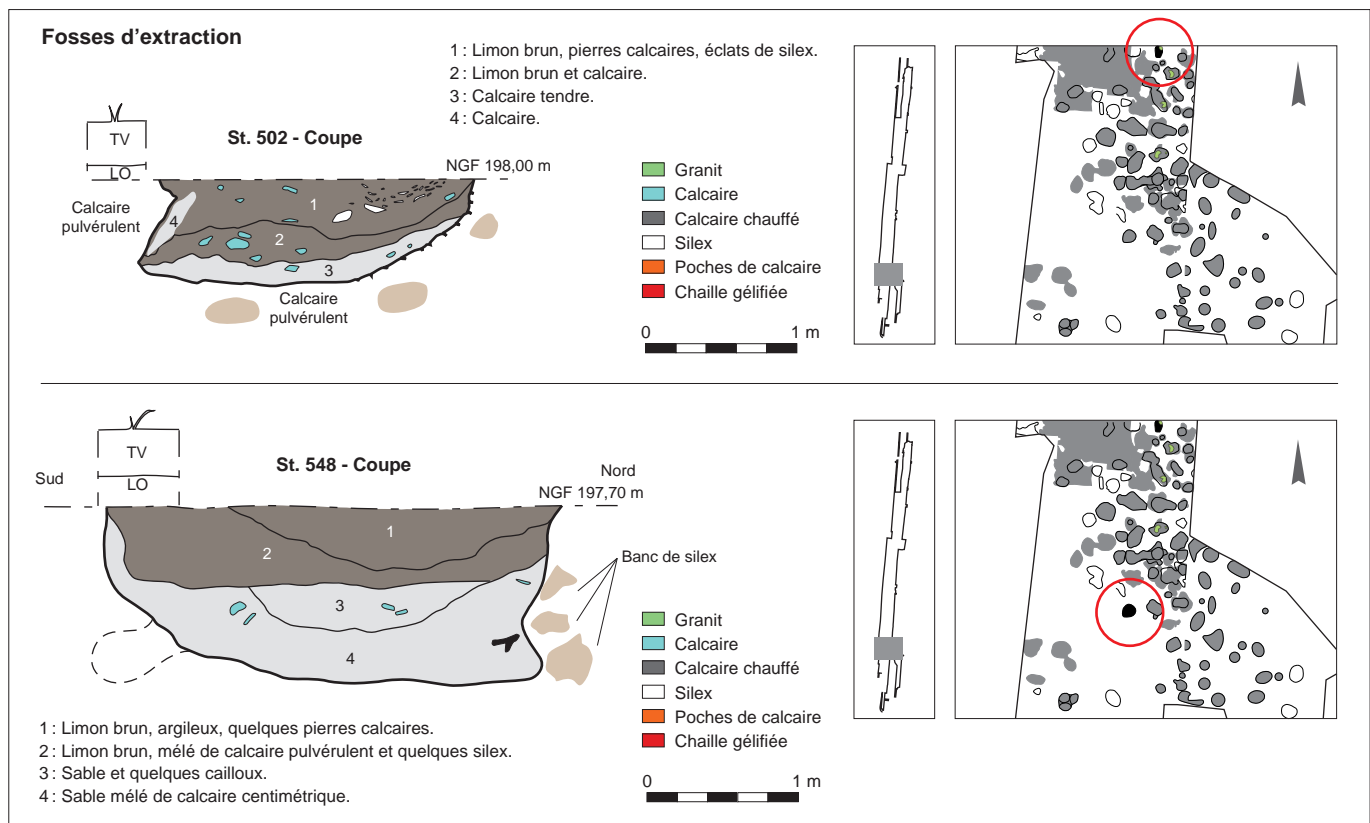 Fosses d'extraction
1 : Limon brun, pierres calcaires, éclats de silex.
2 : Limon brun et calcaire.
3 : Calcaire tendre.
4 : Calcaire.
TV
LO
St. 502 - Coupe
NGF 198,00 m
Calcaire
pulvérulent
4
1
2
3
Calcaire
pulvérulent
Granit
Calcaire
Calcaire chauffé
Silex
Poches de calcaire
Chaille gélifiée
0 1 m
Sud
TV
LO
St. 548 - Coupe
Nord
NGF 197,70 m
1
2
3
4
Banc de silex
Granit
Calcaire
Calcaire chauffé
Silex
Poches de calcaire
Chaille gélifiée
0 1 m
1 : Limon brun, argileux, quelques pierres calcaires.
2 : Limon brun, mélé de calcaire pulvérulent et quelques silex.
3 : Sable et quelques cailloux.
4 : Sable mélé de calcaire centimétrique.